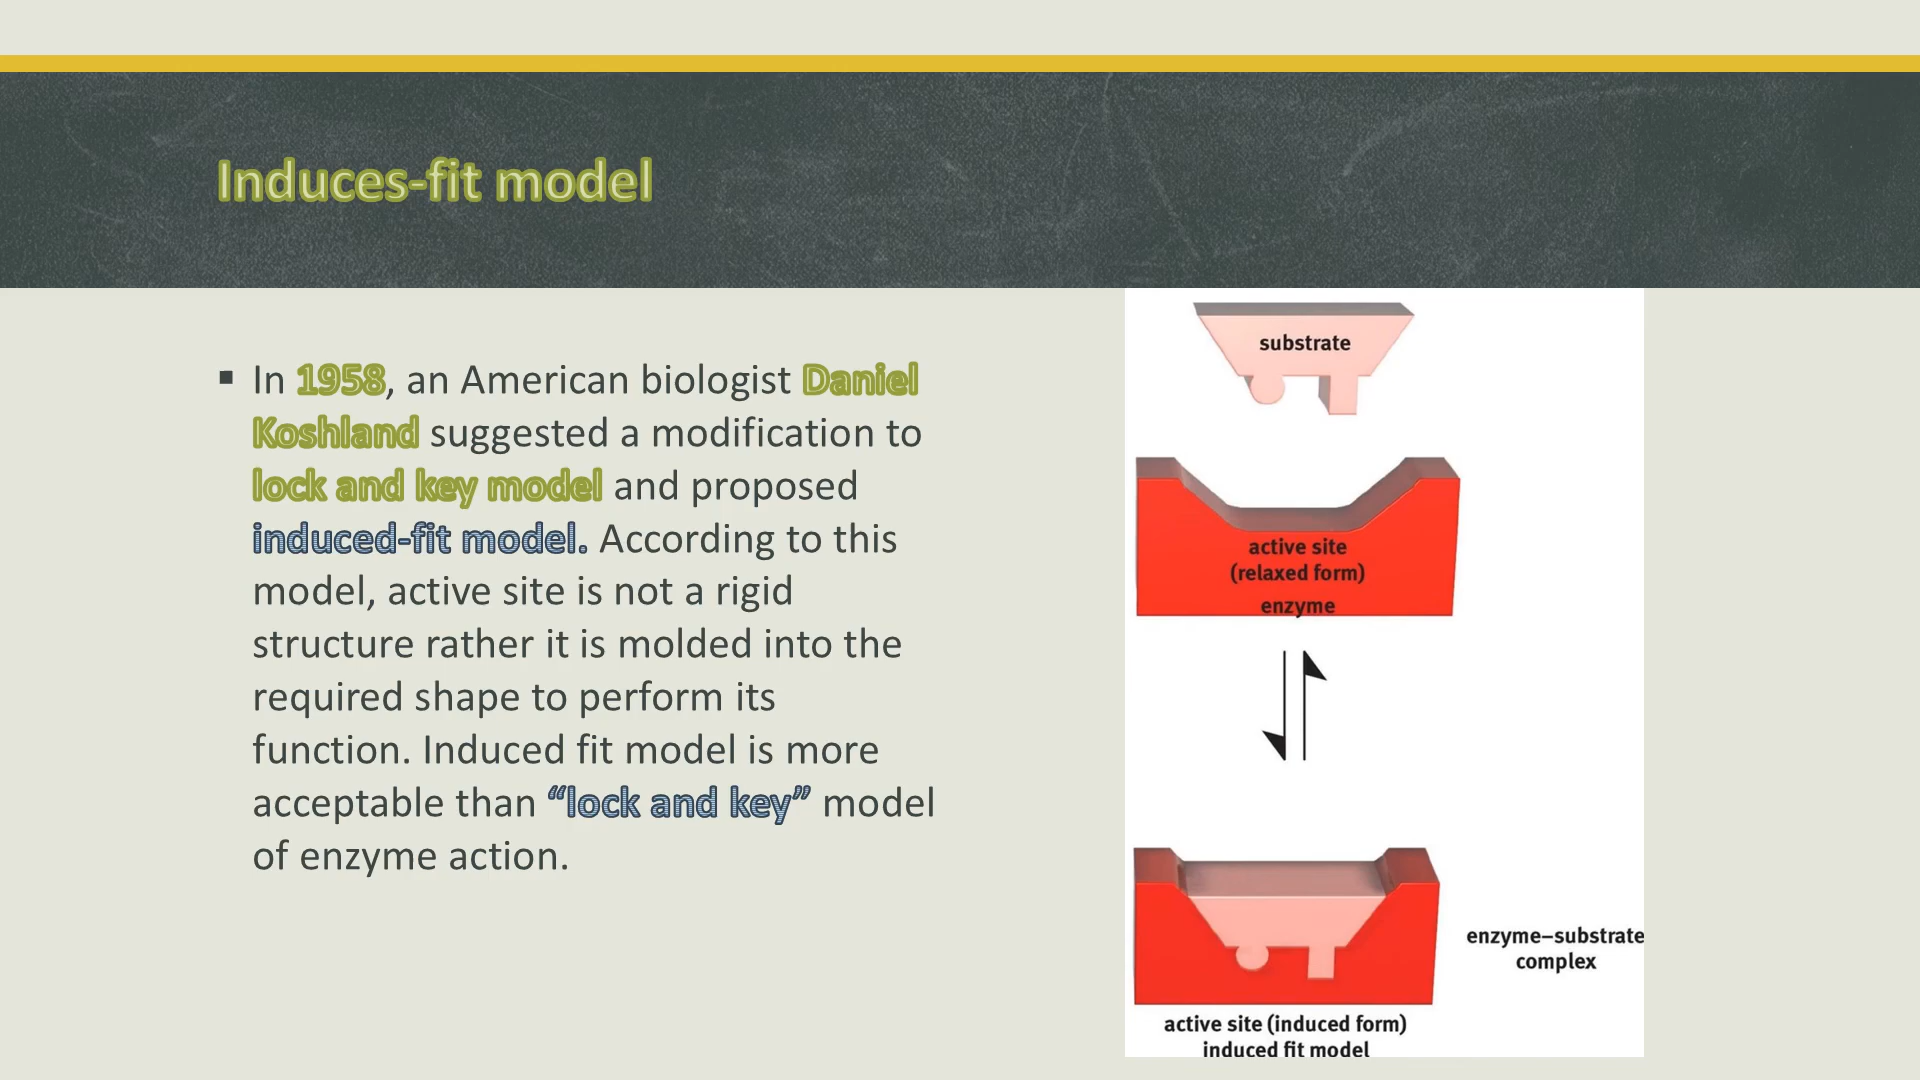 Induces-fit model
▪ In 1958, an American biologist Daniel
Koshland suggested a modification to
lock and key model and proposed
induced-fit model. According to this
model, active site is not a rigid
structure rather it is molded into the
required shape to perform its
function. Induced fit model is more
acceptable than “lock and key” model
of enzyme action.
substrate
active site
(relaxed form)
enzyme
enzyme–substrate
complex
active site (induced form)
induced fit model